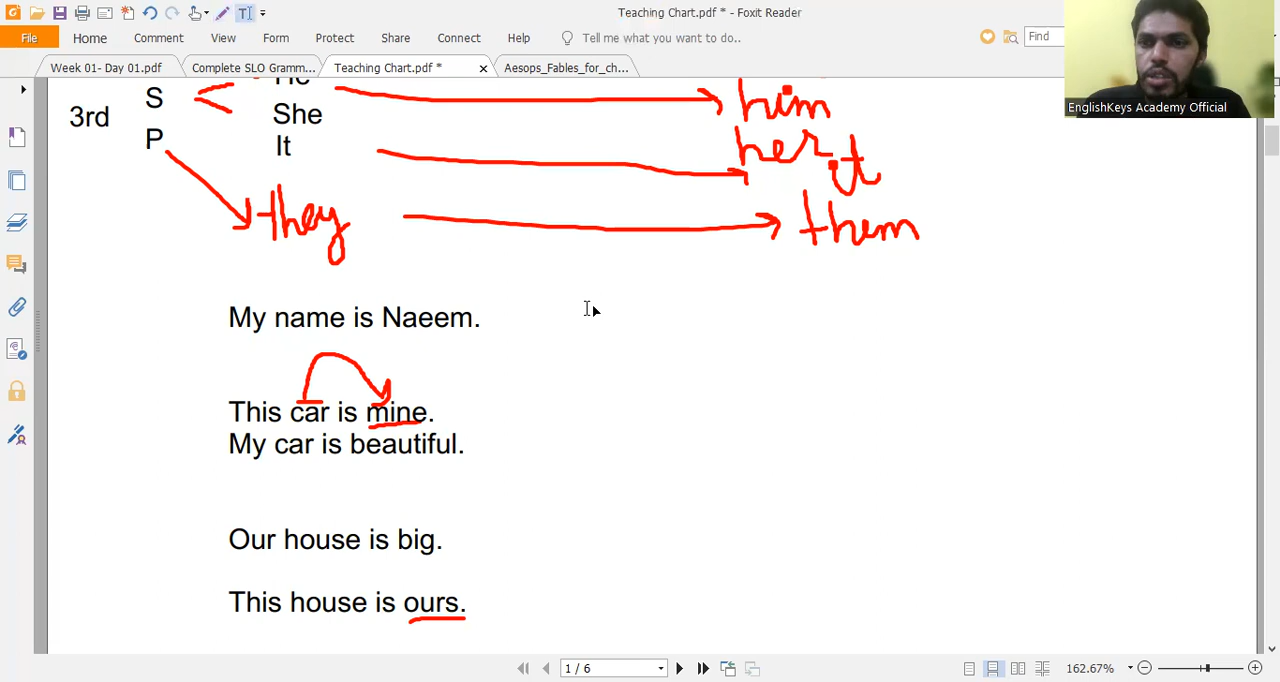 Teaching Chart.pdf * - Foxit Reader
File Home Comment View Form Protect Share Connect Help Tell me what you want to do.. Find
Week 01- Day 01.pdf Complete SLO Gramm... Teaching Chart.pdf * Aesops_Fables_for_ch...
EnglishKeys Academy Official
He him
S
3rd She her
P It it
they them
My name is Naeem.
This car is mine.
My car is beautiful.
Our house is big.
This house is ours.
1 / 6 162.67%